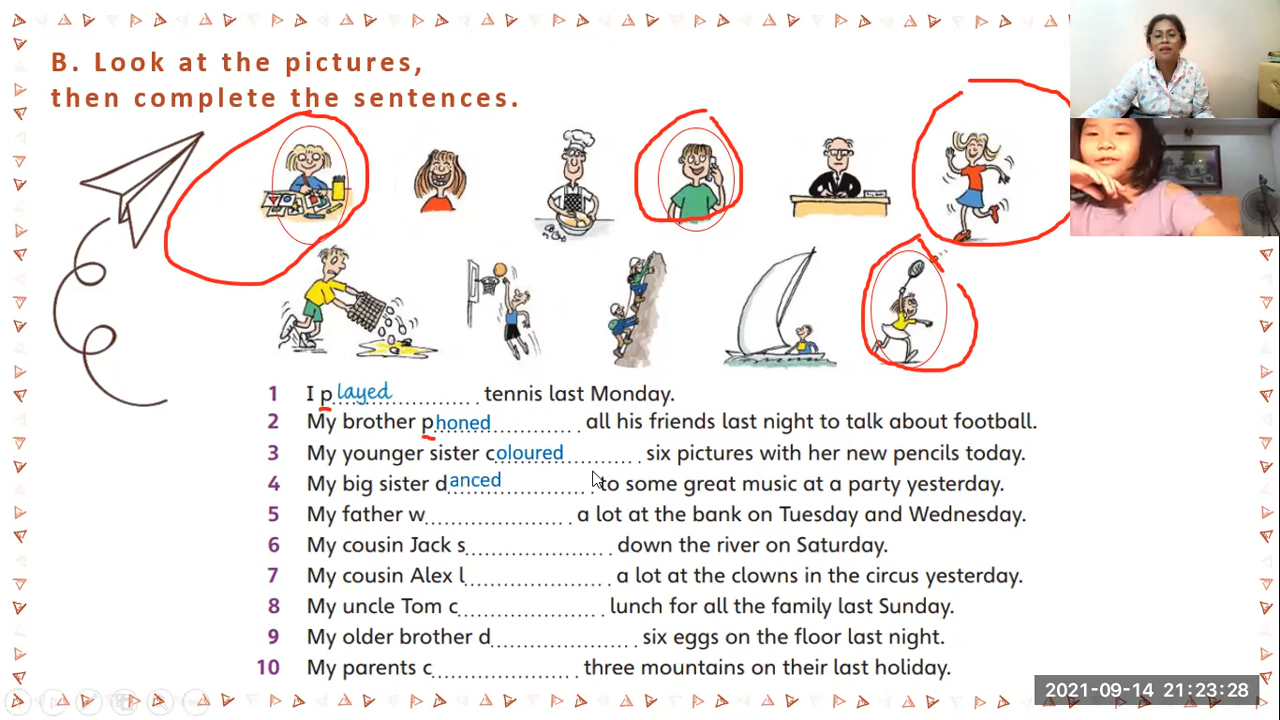 B. Look at the pictures,
then complete the sentences.
1 I played tennis last Monday.
2 My brother phoned all his friends last night to talk about football.
3 My younger sister coloured six pictures with her new pencils today.
4 My big sister danced to some great music at a party yesterday.
5 My father w.................... a lot at the bank on Tuesday and Wednesday.
6 My cousin Jack s.................... down the river on Saturday.
7 My cousin Alex l.................... a lot at the clowns in the circus yesterday.
8 My uncle Tom c.................... lunch for all the family last Sunday.
9 My older brother d.................... six eggs on the floor last night.
10 My parents c.................... three mountains on their last holiday.
2021-09-14 21:23:28